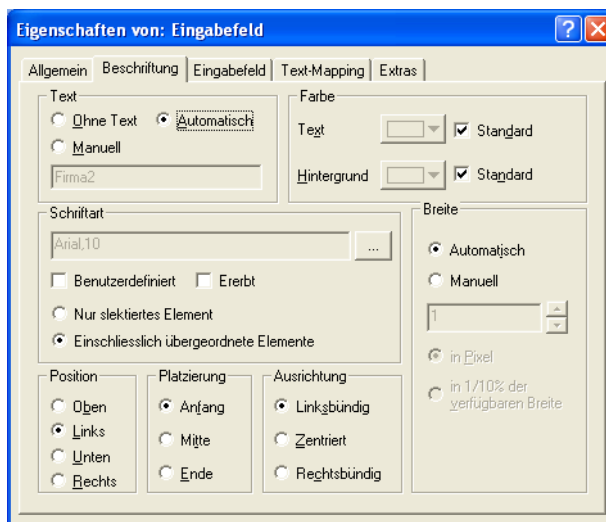 Eigenschaften von: Eingabefeld
Allgemein Beschriftung Eingabefeld Text-Mapping Extras
Text
Ohne Text Automatisch
Manuell
Firma2
Farbe
Text Standard
Hintergrund Standard
Schriftart
Arial,10 ...
Benutzerdefiniert Ererbt
Nur slektiertes Element
Einschliesslich übergeordnete Elemente
Breite
Automatisch
Manuell
1
in Pixel
in 1/10% der
verfügbaren Breite
Position
Oben
Links
Unten
Rechts
Platzierung
Anfang
Mitte
Ende
Ausrichtung
Linksbündig
Zentriert
Rechtsbündig